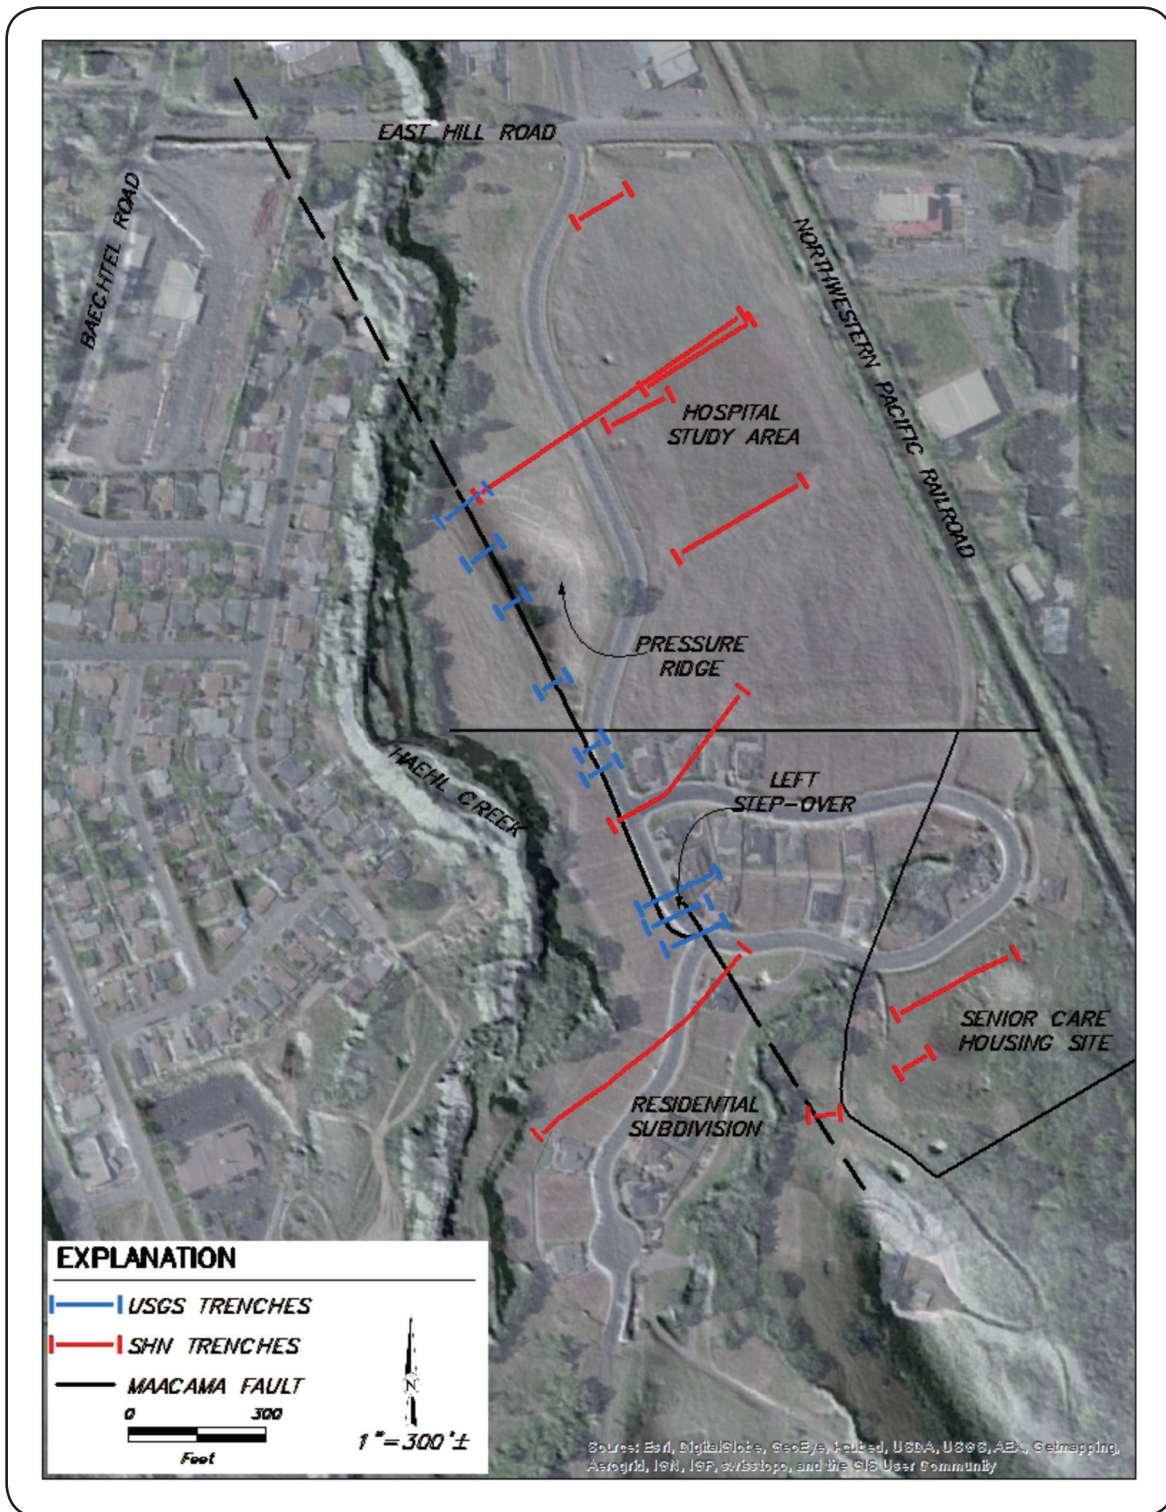 EAST HILL ROAD
BAECHTEL ROAD
NORTHWESTERN PACIFIC RAILROAD
HOSPITAL
STUDY AREA
PRESSURE
RIDGE
HAEHL CREEK
LEFT
STEP-OVER
SENIOR CARE
HOUSING SITE
RESIDENTIAL
SUBDIVISION
EXPLANATION
USGS TRENCHES
SHN TRENCHES
MAACAMA FAULT
0 300
Feet
N
1"=300'±
Source: Esri, DigitalGlobe, GeoEye, i-cubed, USDA, USGS, AEX, Getmapping,
Aerogrid, IGN, IGP, swisstopo, and the GIS User Community